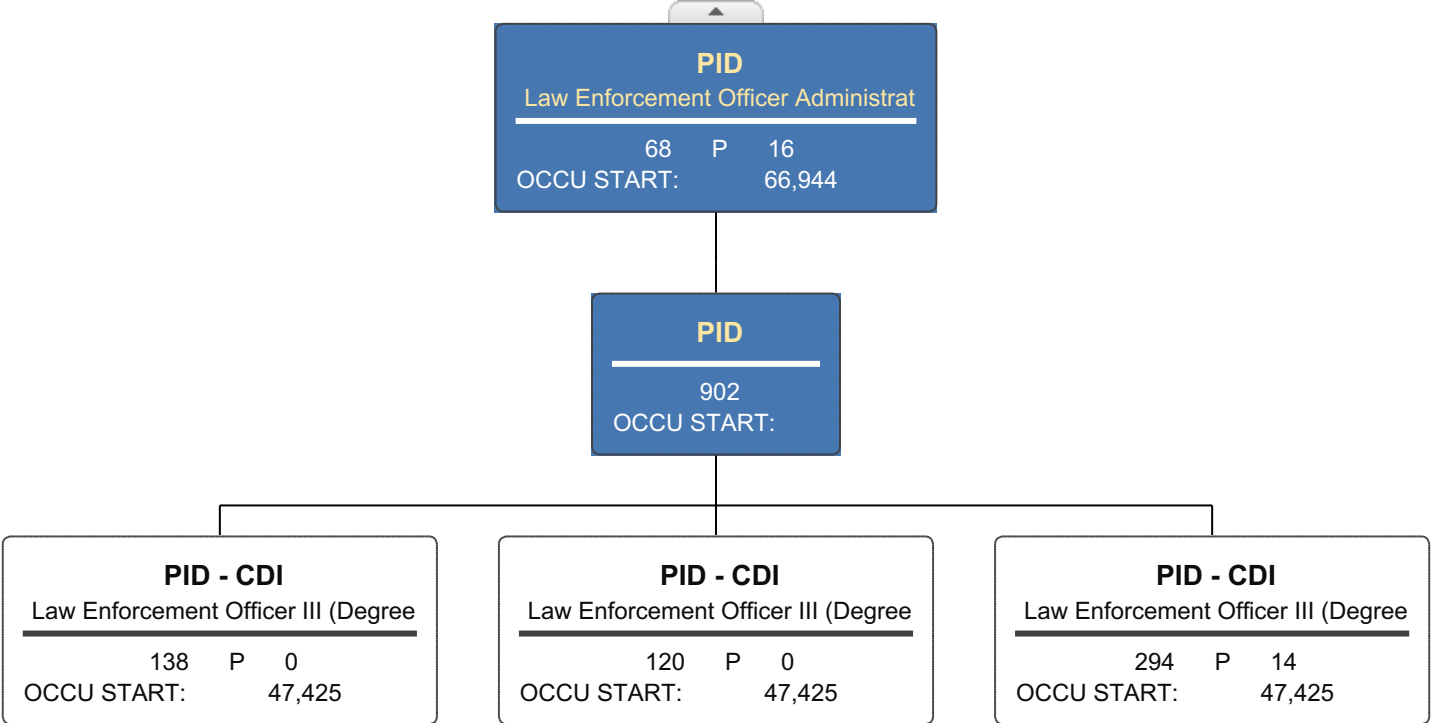 PID
Law Enforcement Officer Administrat
68 P 16
OCCU START: 66,944
PID
902
OCCU START:
PID - CDI
Law Enforcement Officer III (Degree
138 P 0
OCCU START: 47,425
PID - CDI
Law Enforcement Officer III (Degree
120 P 0
OCCU START: 47,425
PID - CDI
Law Enforcement Officer III (Degree
294 P 14
OCCU START: 47,425